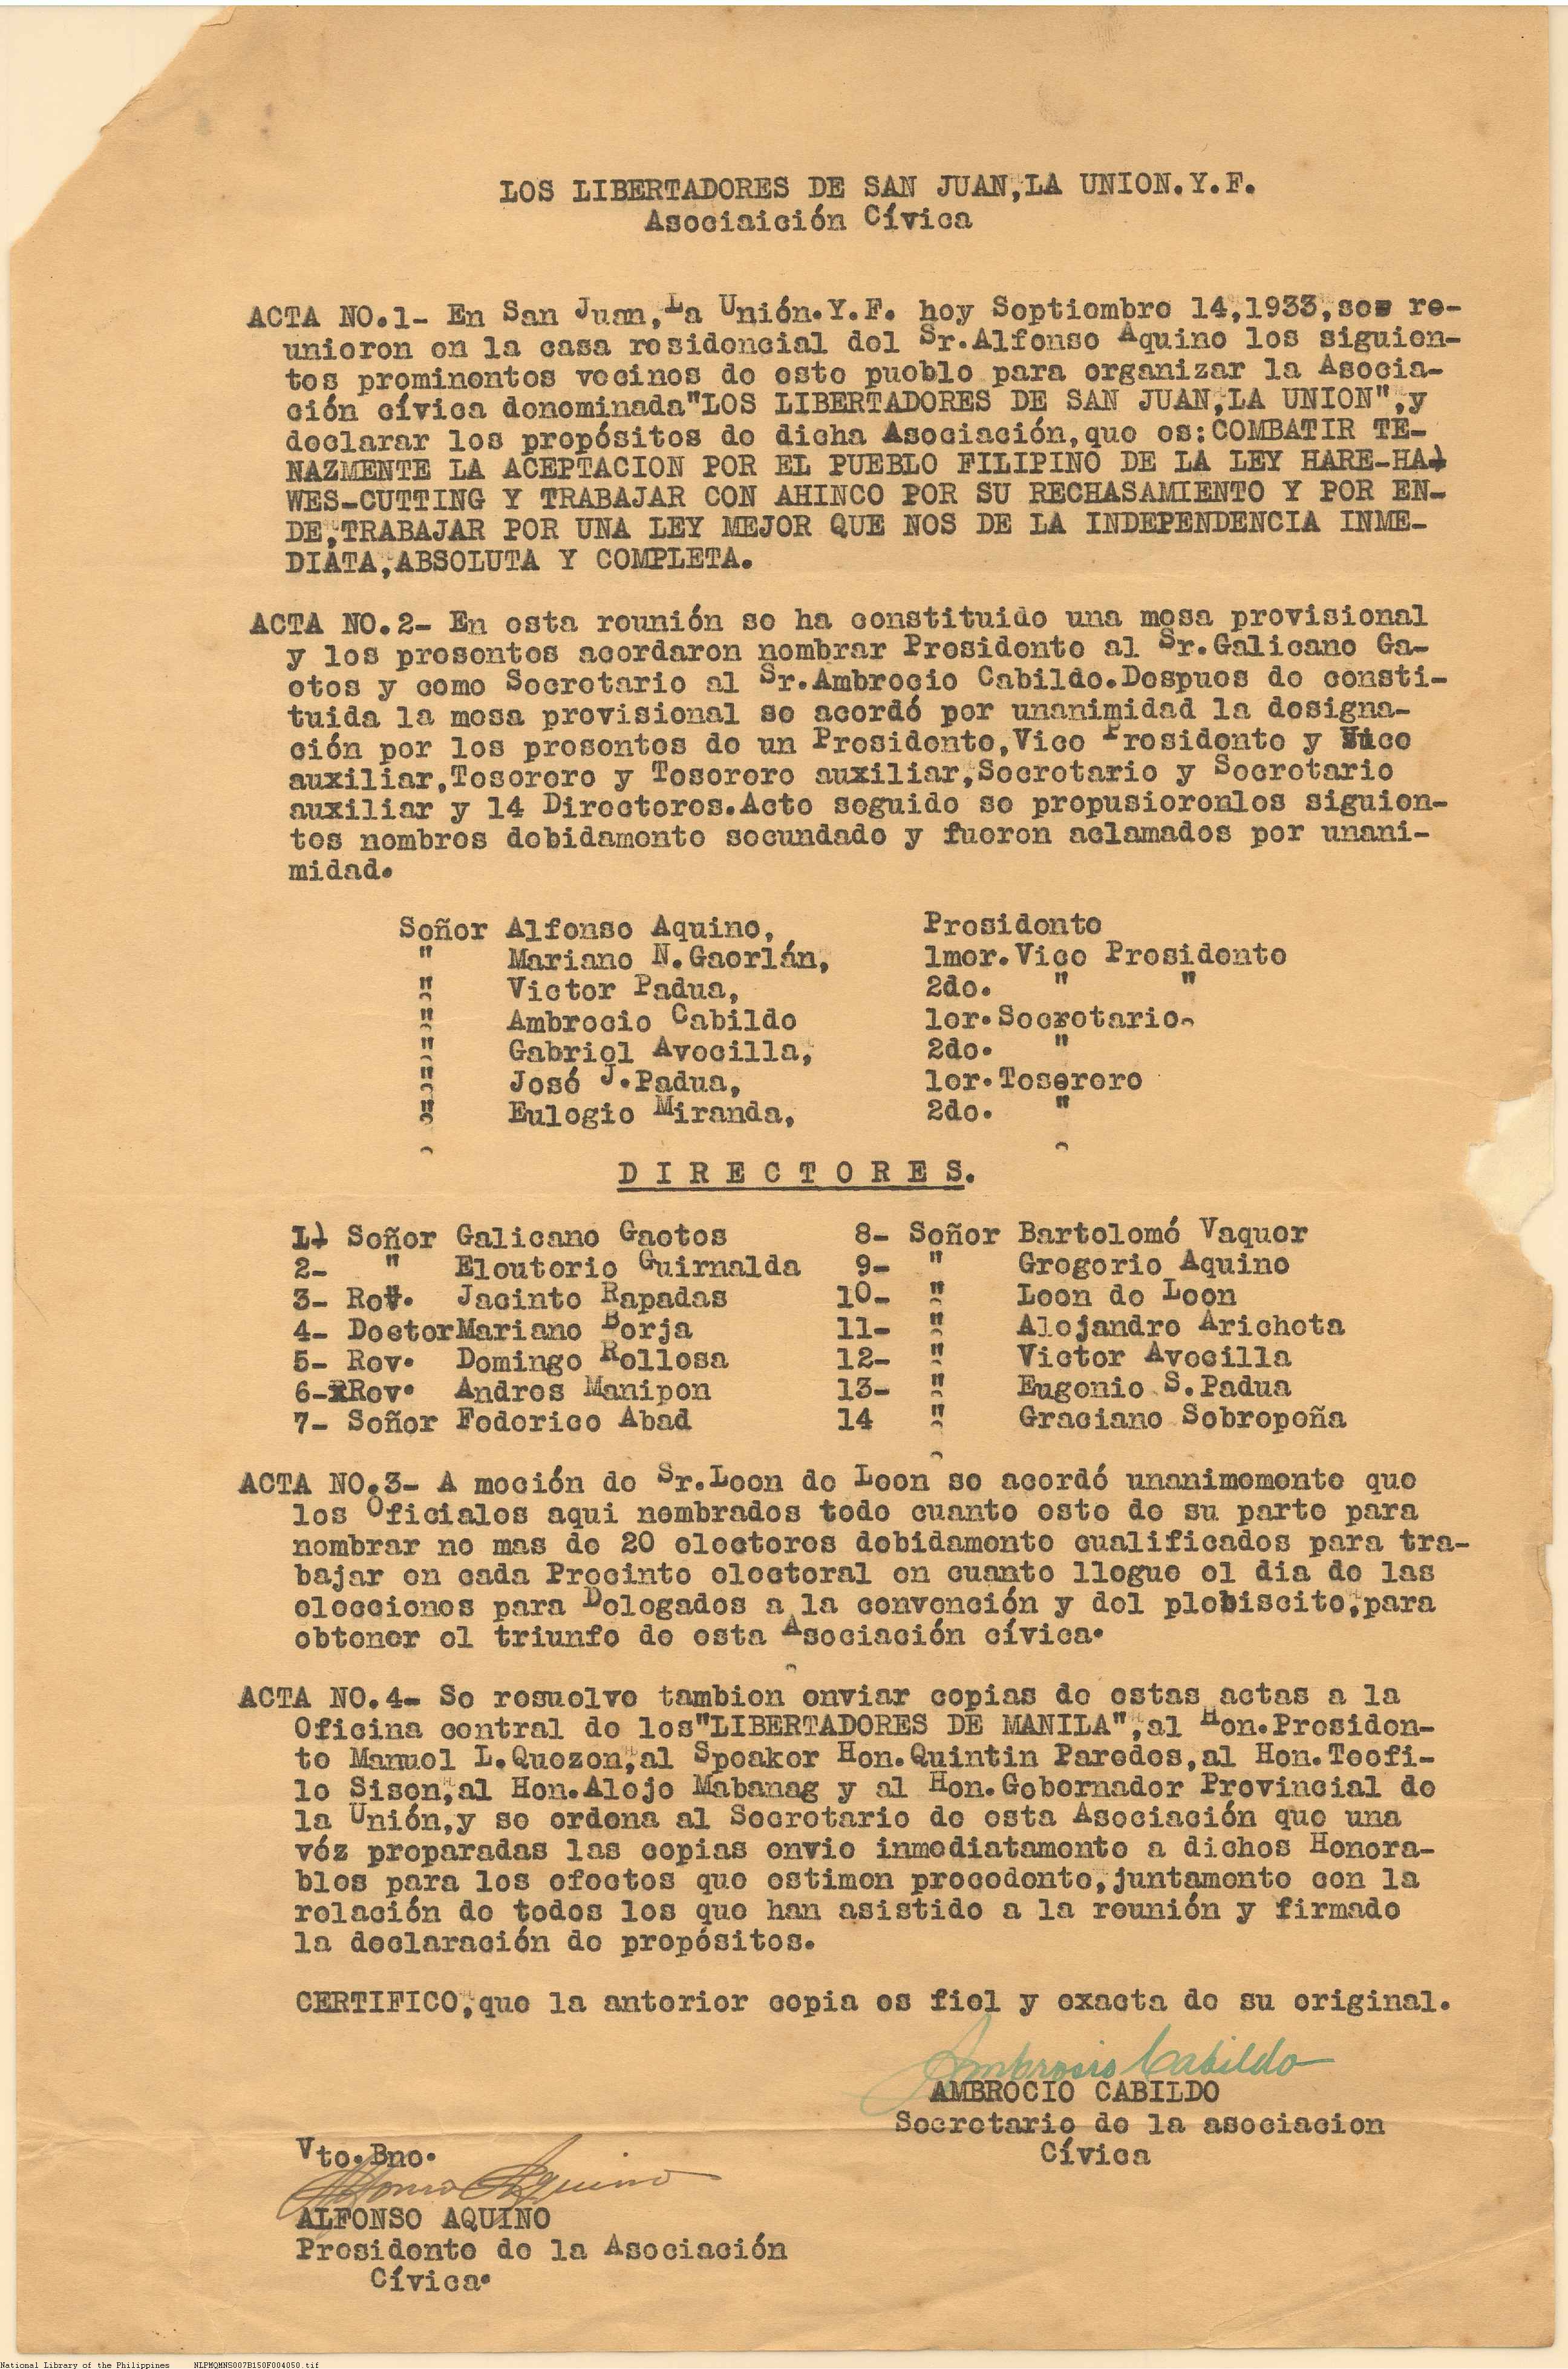 LOS LIBERTADORES DE SAN JUAN,LA UNION.Y.F.
Asociaición Cívica
ACTA NO.1- En San Juan,La Unión.Y.F. hoy Septiembre 14,1933,ses re-
unieron en la casa residencial del Sr.Alfonso Aquino los siguien-
tes prominentes vecinos de este pueblo para organizar la Asocia-
ción cívica denominada"LOS LIBERTADORES DE SAN JUAN,LA UNION",y
declarar los propósitos de dicha Asociación,que es:COMBATIR TE-
NAZMENTE LA ACEPTACION POR EL PUEBLO FILIPINO DE LA LEY HARE-HA-
WES-CUTTING Y TRABAJAR CON AHINCO POR SU RECHASAMIENTO Y POR EN-
DE,TRABAJAR POR UNA LEY MEJOR QUE NOS DE LA INDEPENDENCIA INME-
DIATA,ABSOLUTA Y COMPLETA.
ACTA NO.2- En esta reunión se ha constituido una mesa provisional
y los presentes acordaron nombrar Presidente al Sr.Galicano Ga-
etes y como Secretario al Sr.Ambrocio Cabildo.Despues de consti-
tuida la mesa provisional se acordó por unanimidad la designa-
ción por los presentes de un Presidente,Vice Presidente y Vice
auxiliar,Tesorero y Tesorero auxiliar,Secretario y Secretario
auxiliar y 14 Directores.Acto seguido se propusieronlos siguien-
tes nombres debidamente secundado y fueron aclamados por unani-
midad.
Señor Alfonso Aquino, Presidente
" Mariano N.Gaerlán, 1mer.Vice Presidente
" Victor Padua, 2do. " "
" Ambrocio Cabildo 1er.Secretario.
" Gabriel Avecilla, 2do. "
" José J.Padua, 1er.Tesorero
" Eulogio Miranda, 2do. "
DIRECTORES.
1- Señor Galicano Gaetes 8- Señor Bartolomé Vaquer
2- " Eleuterio Guirnalda 9- " Gregorio Aquino
3- Rev. Jacinto Rapadas 10- " Leon de Leon
4- DoctorMariano Borja 11- " Alejandro Aricheta
5- Rev. Domingo Rellosa 12- " Victor Avecilla
6- Rev. Andres Manipon 13- " Eugenio S.Padua
7- Señor Federico Abad 14 " Graciano Sobrepeña
ACTA NO.3- A moción de Sr.Leon de Leon se acordó unanimemente que
los Oficiales aqui nombrados todo cuanto este de su parte para
nombrar no mas de 20 electores debidamente cualificados para tra-
bajar en cada Precinto electoral en cuanto llegue el dia de las
elecciones para Delegados a la convención y del plebiscito,para
obtener el triunfo de esta Asociación cívica.
ACTA NO.4- Se resuelve tambien enviar copias de estas actas a la
Oficina central de los"LIBERTADORES DE MANILA",al Hon.Presiden-
te Manuel L.Quezon,al Speaker Hon.Quintin Paredes,al Hon.Teofi-
lo Sison,al Hon.Alejo Mabanag y al Hon.Gobernador Provincial de
la Unión,y se ordena al Secretario de esta Asociación que una
véz preparadas las copias envie inmediatamente a dichos Honora-
bles para los efectos que estimen procedente,juntamente con la
relación de todos los que han asistido a la reunión y firmado
la declaración de propósitos.
CERTIFICO,que la anterior copia es fiel y exacta de su original.
Ambrocio Cabildo
AMBROCIO CABILDO
Secretario de la asociacion
Cívica
Vto.Bno.
Alfonso Aquino
ALFONSO AQUINO
Presidente de la Asociación
Cívica.
National Library of the Philippines NLPMQMNS007B150F004050.tif